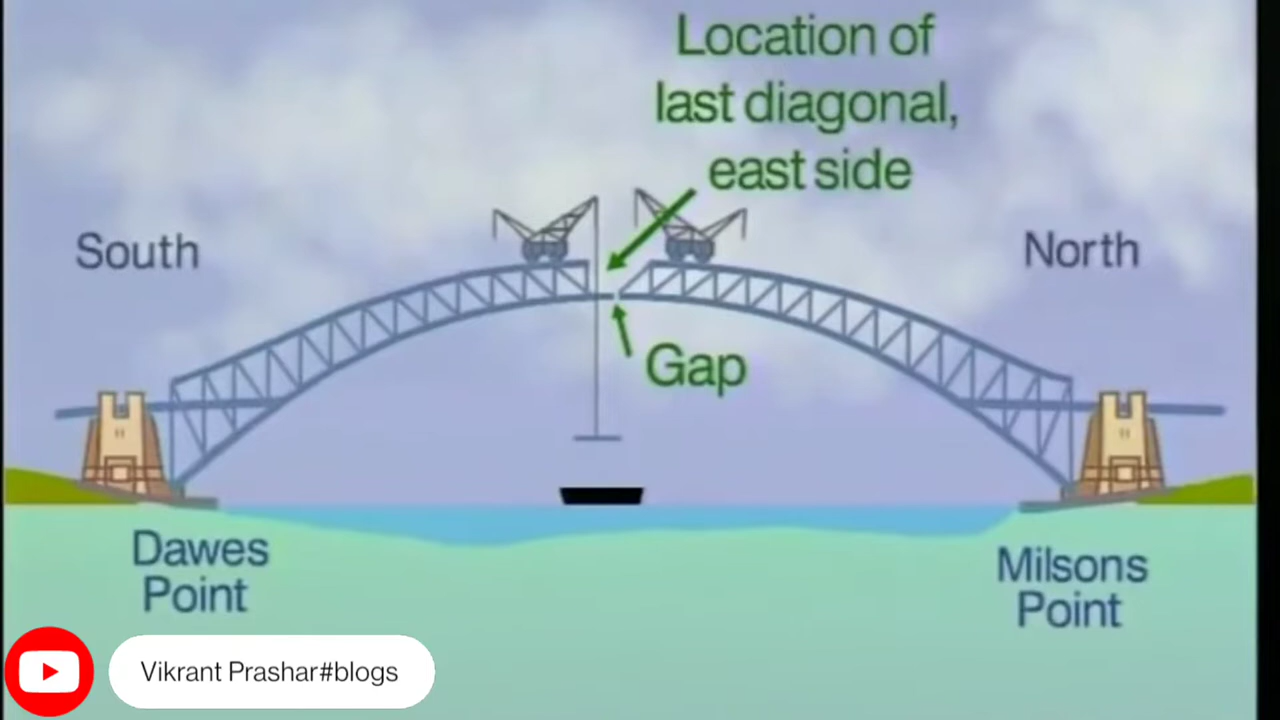 Location of
last diagonal,
east side
South
North
Gap
Dawes
Point
Milsons
Point
Vikrant Prashar#blogs